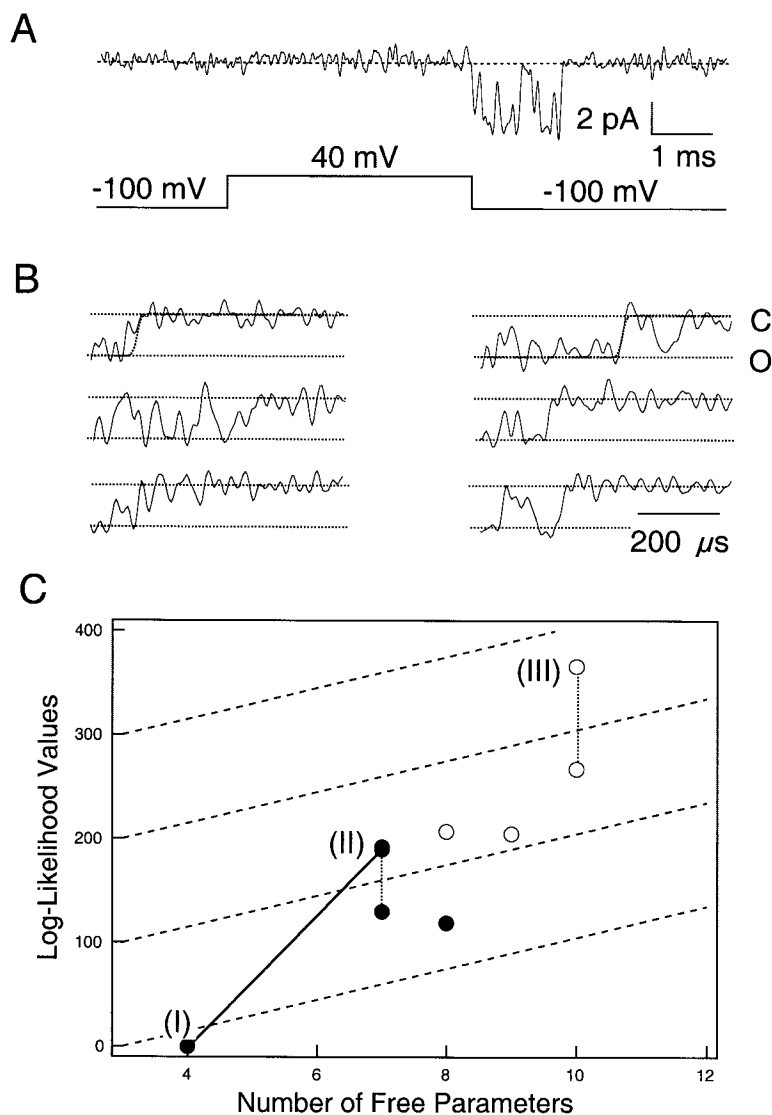 A
2 pA
1 ms
40 mV
-100 mV
-100 mV
B
C
O
200 μs
C
400
300
200
100
0
(III)
(II)
(I)
4
6
8
10
12
Log-Likelihood Values
Number of Free Parameters